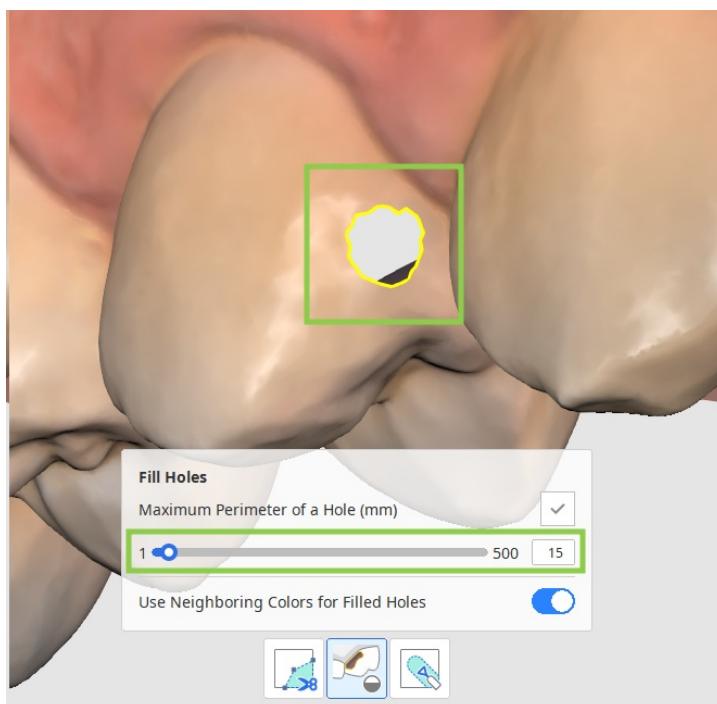 Fill Holes
Maximum Perimeter of a Hole (mm)
1 500 15
Use Neighboring Colors for Filled Holes